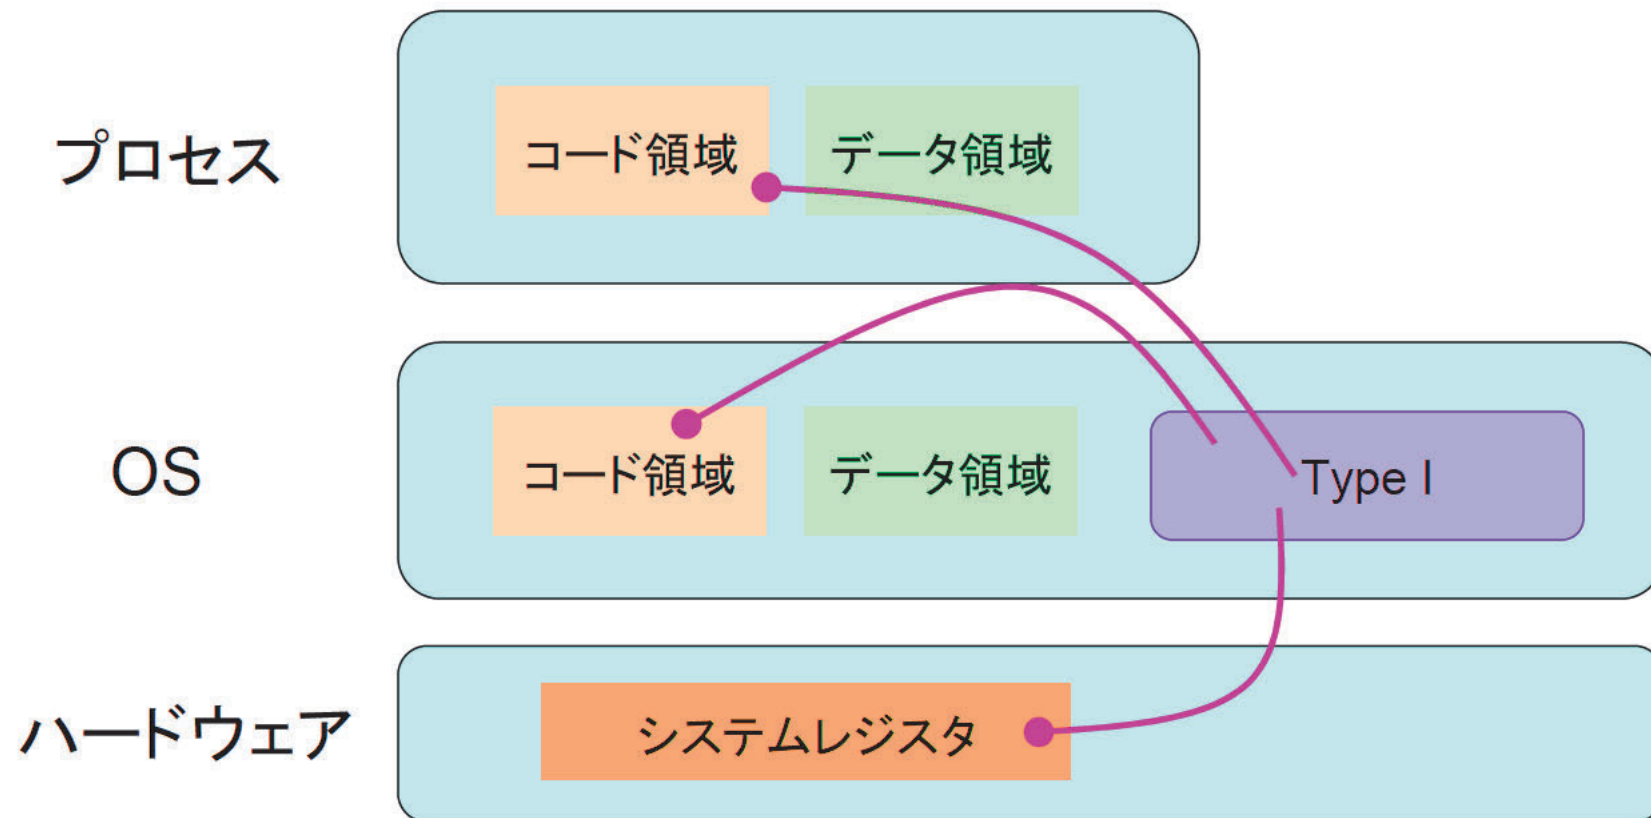 プロセス
コード領域
データ領域
OS
コード領域
データ領域
Type I
ハードウェア
システムレジスタ